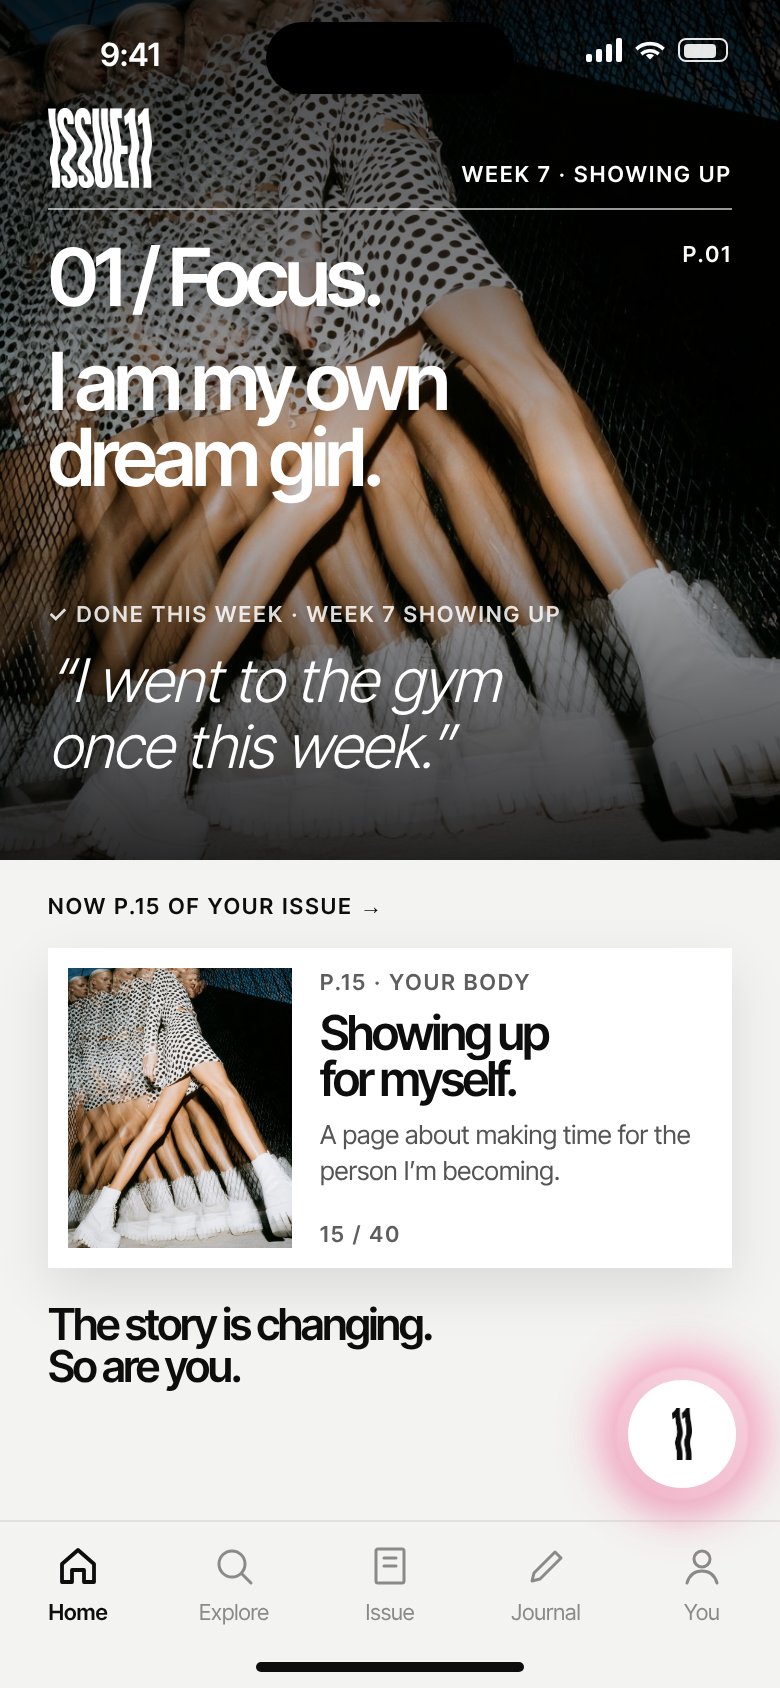 9:41
ISSUE11
WEEK 7 · SHOWING UP
P.01
01 / Focus.
I am my own
dream girl.
✓ DONE THIS WEEK · WEEK 7 SHOWING UP
“I went to the gym
once this week.”
NOW P.15 OF YOUR ISSUE →
P.15 · YOUR BODY
Showing up
for myself.
A page about making time for the
person I’m becoming.
15 / 40
The story is changing.
So are you.
11
Home
Explore
Issue
Journal
You